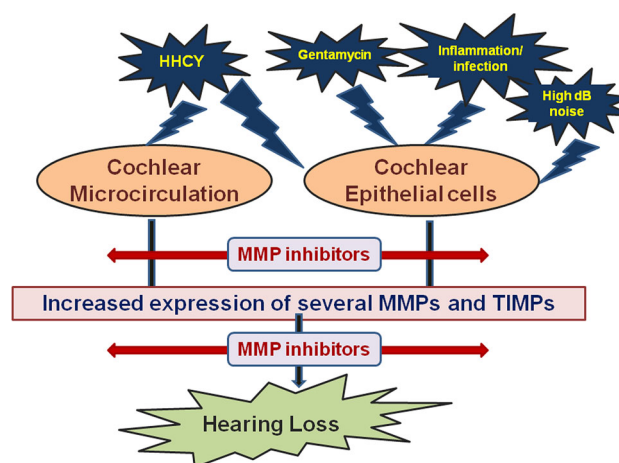 HHCY
Gentamycin
Inflammation/
infection
High dB
noise
Cochlear
Microcirculation
Cochlear
Epithelial cells
MMP inhibitors
Increased expression of several MMPs and TIMPs
MMP inhibitors
Hearing Loss